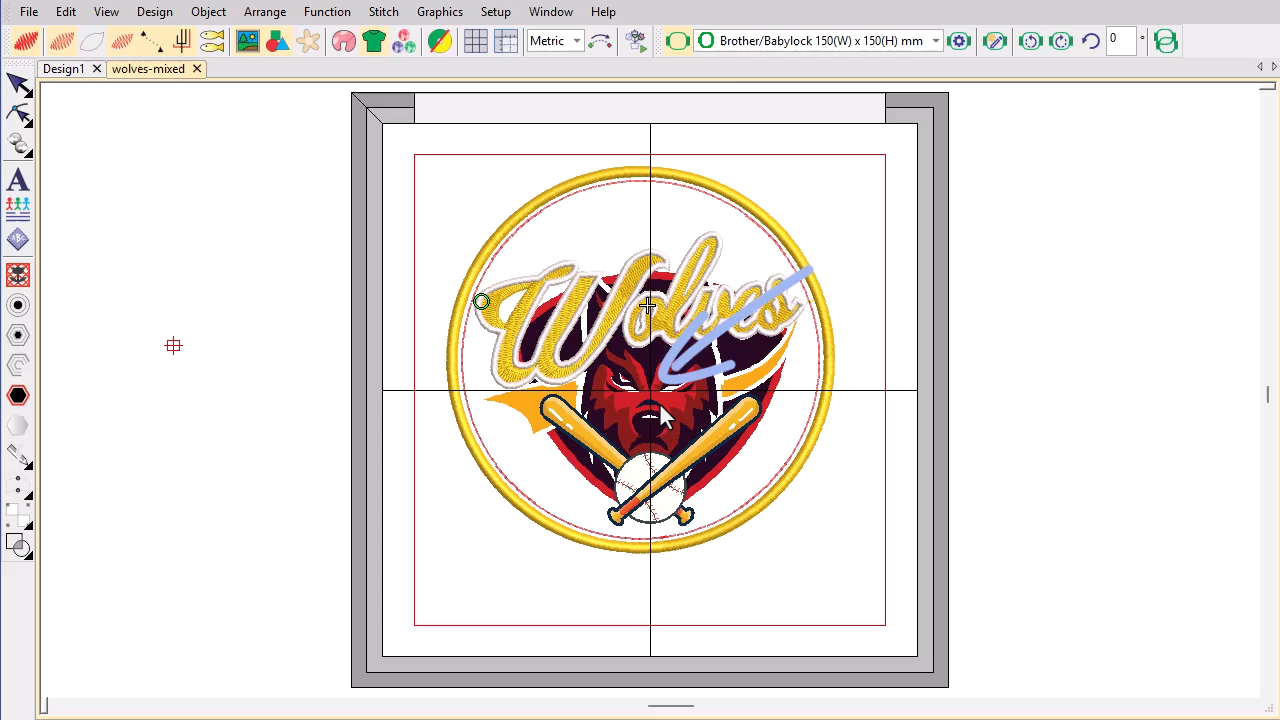 File Edit View Design Object Arrange Function Stitch Graphics Setup Window Help
Metric Brother/Babylock 150(W) x 150(H) mm 0 °
Design1 wolves-mixed
A
ABC
Wolves